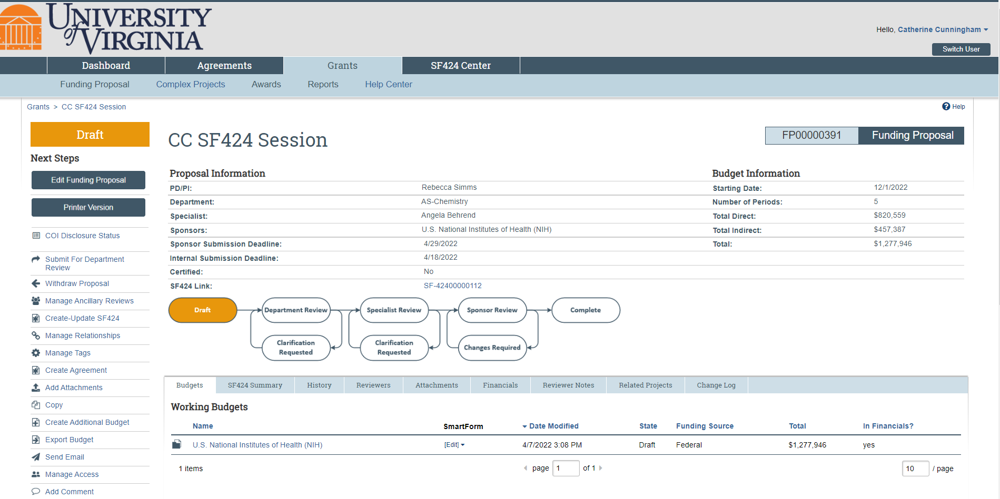 UNIVERSITY
of VIRGINIA
Hello, Catherine Cunningham
Switch User
Dashboard Agreements Grants SF424 Center
Funding Proposal Complex Projects Awards Reports Help Center
Grants > CC SF424 Session
Help
Draft
Next Steps
Edit Funding Proposal
Printer Version
COI Disclosure Status
Submit For Department
Review
Withdraw Proposal
Manage Ancillary Reviews
Create-Update SF424
Manage Relationships
Manage Tags
Create Agreement
Add Attachments
Copy
Create Additional Budget
Export Budget
Send Email
Manage Access
Add Comment
CC SF424 Session
FP00000391 Funding Proposal
Proposal Information
PD/PI: Rebecca Simms
Department: AS-Chemistry
Specialist: Angela Behrend
Sponsors: U.S. National Institutes of Health (NIH)
Sponsor Submission Deadline: 4/29/2022
Internal Submission Deadline: 4/18/2022
Certified: No
SF424 Link: SF-42400000112
Budget Information
Starting Date: 12/1/2022
Number of Periods: 5
Total Direct: $820,559
Total Indirect: $457,387
Total: $1,277,946
Draft Department Review Specialist Review Sponsor Review Complete
Clarification
Requested
Clarification
Requested
Changes Required
Budgets SF424 Summary History Reviewers Attachments Financials Reviewer Notes Related Projects Change Log
Working Budgets
Name SmartForm Date Modified State Funding Source Total In Financials?
U.S. National Institutes of Health (NIH) [Edit] 4/7/2022 3:08 PM Draft Federal $1,277,946 yes
1 items page 1 of 1 10 / page